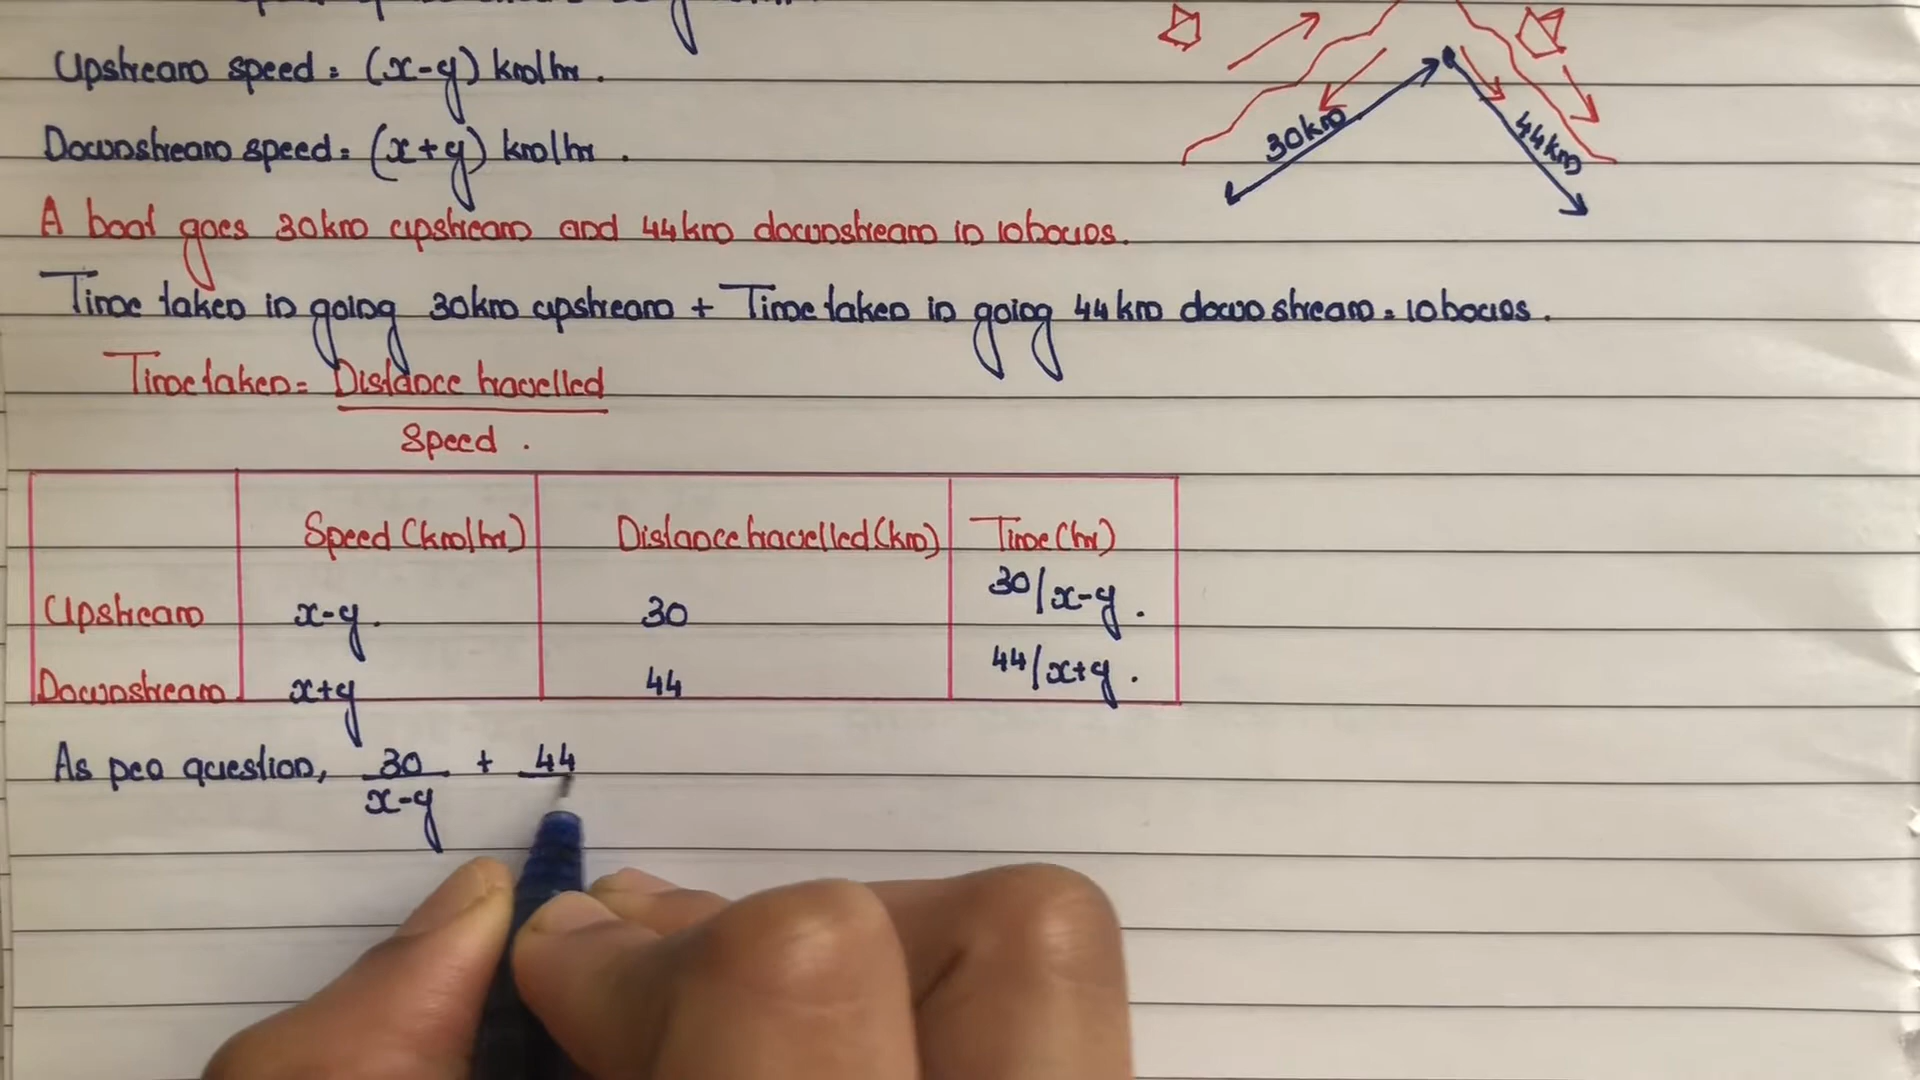 Upstream speed = (x-y) km/hr.
Downstream speed = (x+y) km/hr.
30km
44km
A boat goes 30km upstream and 44km downstream in 10hours.
Time taken in going 30km upstream + Time taken in going 44km downstream = 10hours.
Time taken = Distance travelled
Speed.
Speed (km/hr) Distance travelled (km) Time (hr)
Upstream x-y. 30 30/x-y.
Downstream x+y 44 44/x+y.
As per question, 30 + 44
x-y